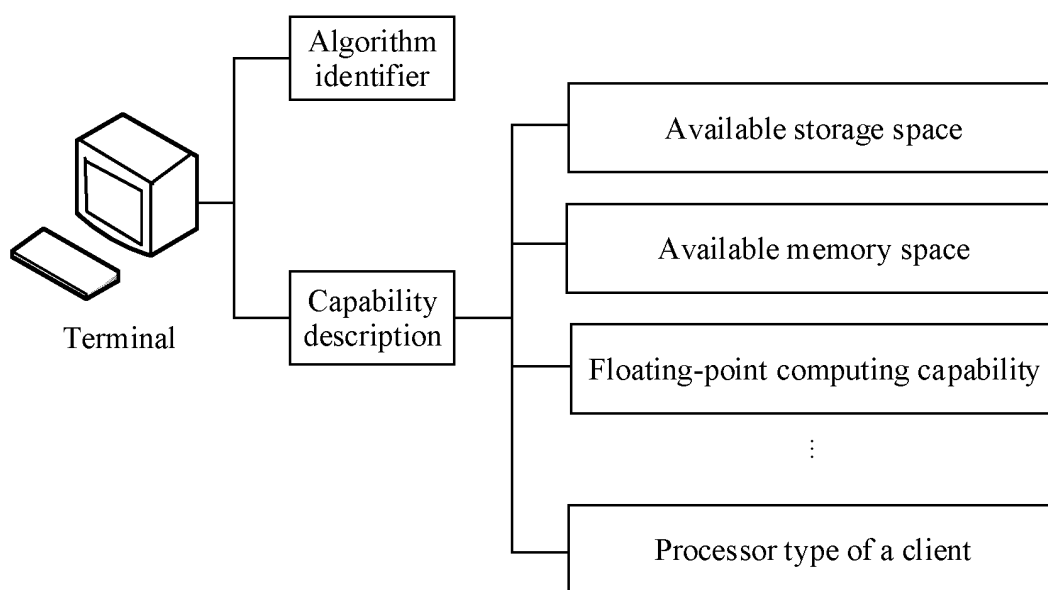 Algorithm
identifier
Available storage space
Available memory space
Capability
description
Terminal
Floating-point computing capability
⋮
Processor type of a client